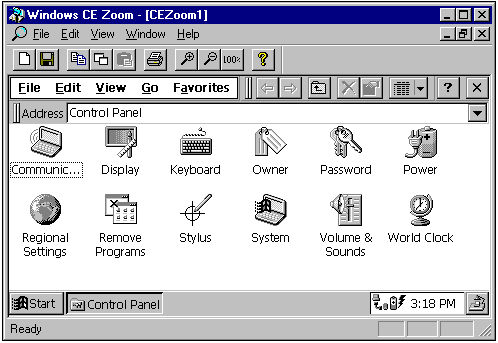 Windows CE Zoom - [CEZoom1]
File Edit View Window Help
100%
File Edit View Go Favorites
Address Control Panel
Communic... Display Keyboard Owner Password Power
Regional Settings Remove Programs Stylus System Volume & Sounds World Clock
Start Control Panel 3:18 PM
Ready